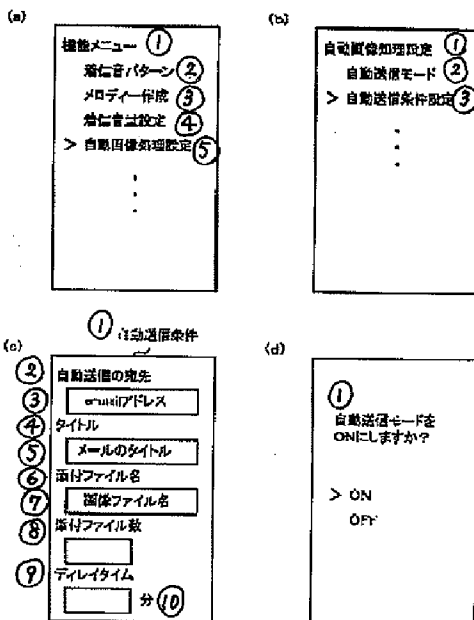 (a)
機能メニュー ①
着信音パターン ②
メロディー作成 ③
着信音量設定 ④
> 自動画像処理設定 ⑤
(b)
自動画像処理設定 ①
自動送信モード ②
> 自動送信条件設定 ③
(c)
① 自動送信条件
② 自動送信の宛先
③ e-mailアドレス
④ タイトル
⑤ メールのタイトル
⑥ 添付ファイル名
⑦ 画像ファイル名
⑧ 添付ファイル数
⑨ ディレイタイム
分 ⑩
(d)
①
自動送信モードを
ONにしますか?
> ON
OFF